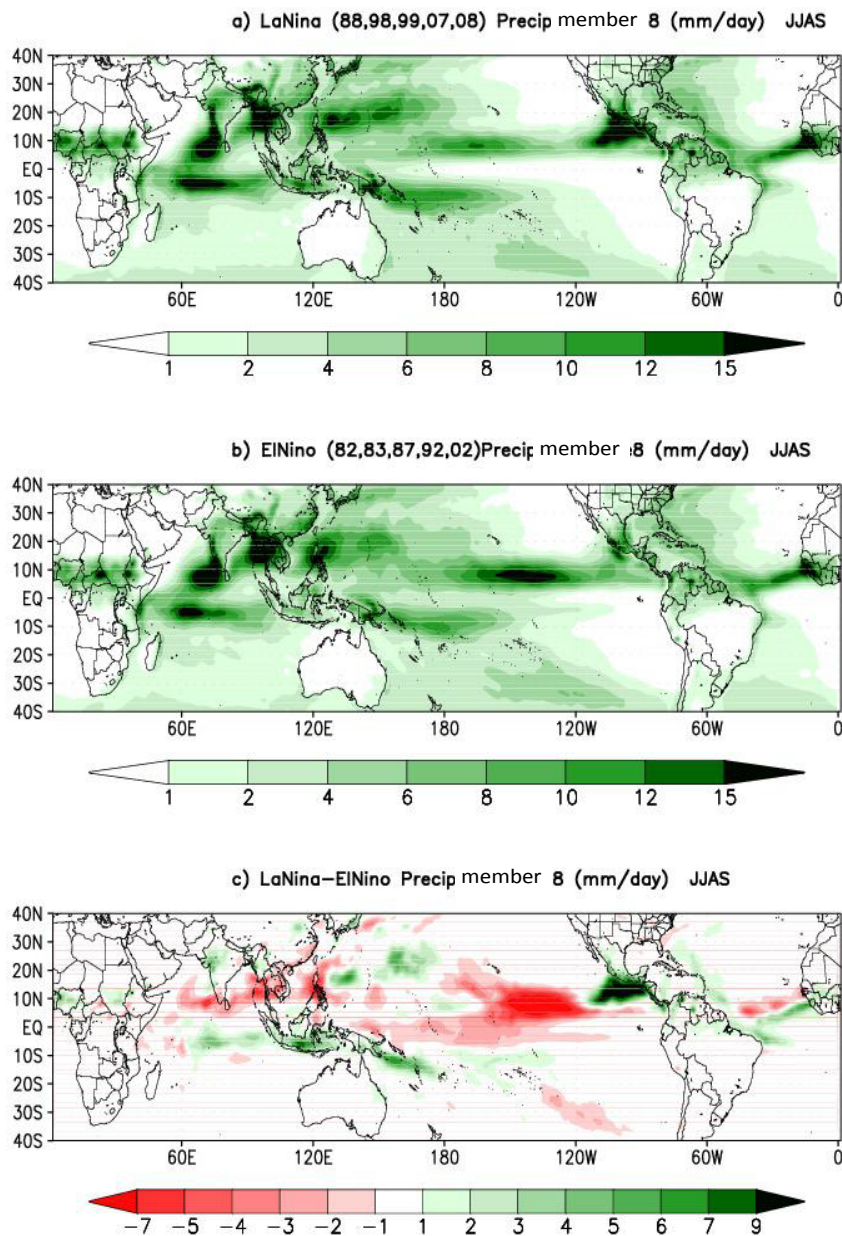 a) LaNina (88,98,99,07,08) Precip member 8 (mm/day) JJAS
40N
30N
20N
10N
EQ
10S
20S
30S
40S
60E 120E 180 120W 60W 0
1 2 4 6 8 10 12 15
b) ElNino (82,83,87,92,02)Precip member e8 (mm/day) JJAS
40N
30N
20N
10N
EQ
10S
20S
30S
40S
60E 120E 180 120W 60W 0
1 2 4 6 8 10 12 15
c) LaNina-ElNino Precip member 8 (mm/day) JJAS
40N
30N
20N
10N
EQ
10S
20S
30S
40S
60E 120E 180 120W 60W 0
-7 -5 -4 -3 -2 -1 1 2 3 5 6 7 9